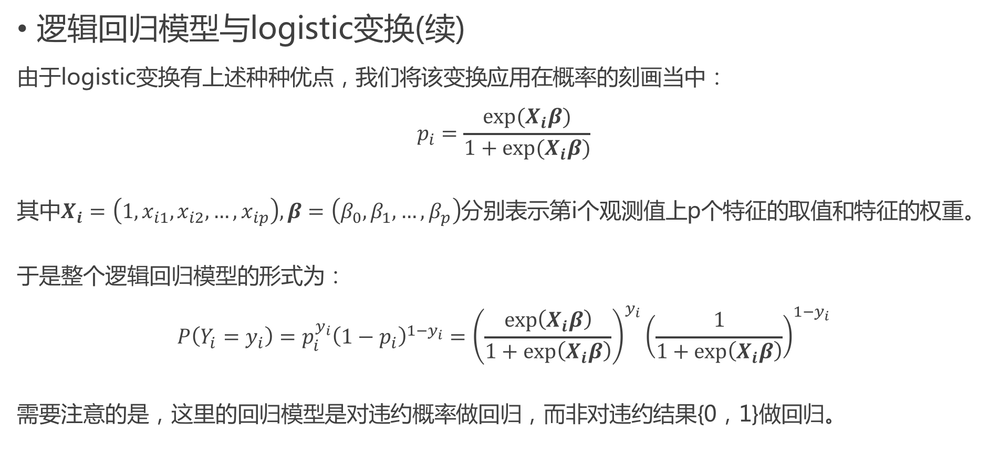 • 逻辑回归模型与logistic变换(续)
由于logistic变换有上述种种优点，我们将该变换应用在概率的刻画当中：
$p_i = \frac{\exp(\boldsymbol{X_i\beta})}{1 + \exp(\boldsymbol{X_i\beta})}$
其中$\boldsymbol{X_i} = (1, x_{i1}, x_{i2}, \ldots, x_{ip}), \boldsymbol{\beta} = (\beta_0, \beta_1, \ldots, \beta_p)$分别表示第i个观测值上p个特征的取值和特征的权重。
于是整个逻辑回归模型的形式为：
$P(Y_i = y_i) = p_i^{y_i}(1 - p_i)^{1-y_i} = \left(\frac{\exp(\boldsymbol{X_i\beta})}{1 + \exp(\boldsymbol{X_i\beta})}\right)^{y_i} \left(\frac{1}{1 + \exp(\boldsymbol{X_i\beta})}\right)^{1-y_i}$
需要注意的是，这里的回归模型是对违约概率做回归，而非对违约结果{0，1}做回归。